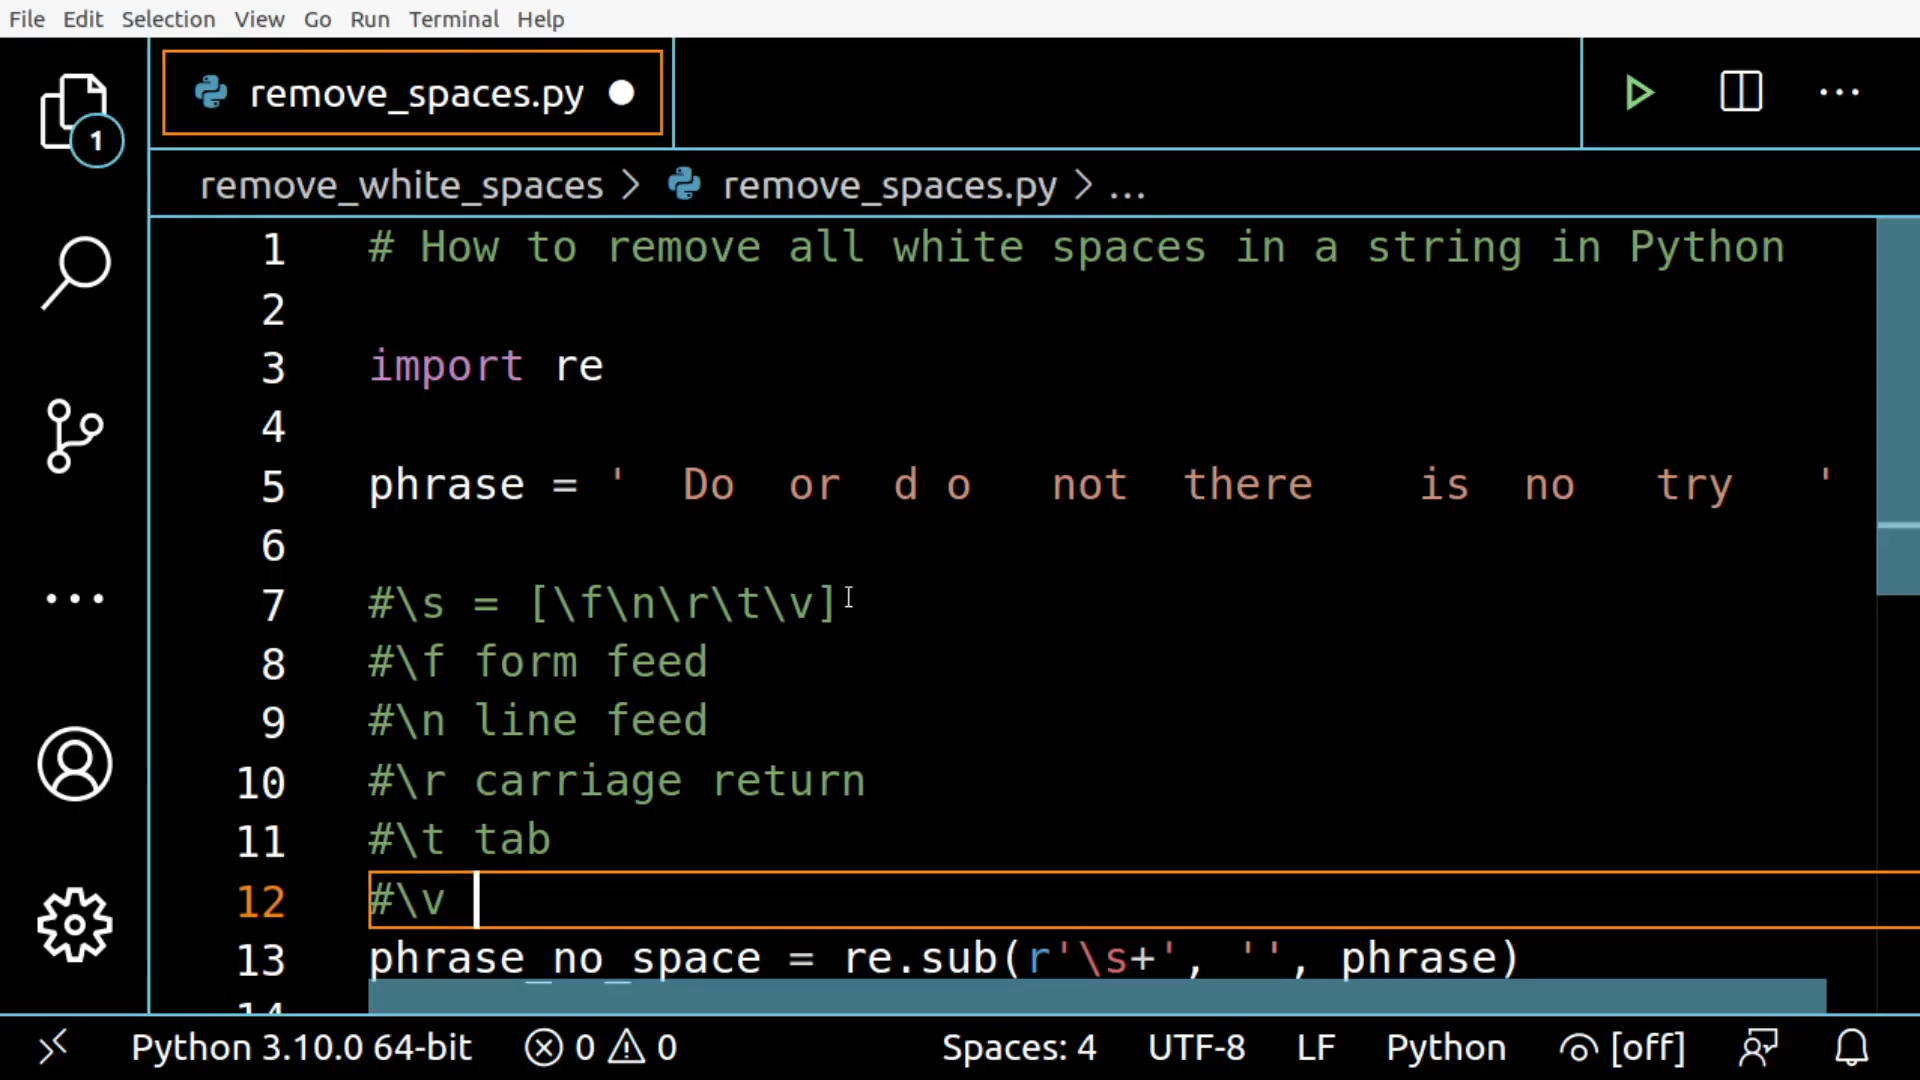 File Edit Selection View Go Run Terminal Help
remove_spaces.py
1
remove_white_spaces > remove_spaces.py > ...
1 # How to remove all white spaces in a string in Python
2
3 import re
4
5 phrase = '  Do  or  d o   not  there    is  no   try   '
6
7 #\s = [\f\n\r\t\v]
8 #\f form feed
9 #\n line feed
10 #\r carriage return
11 #\t tab
12 #\v
13 phrase_no_space = re.sub(r'\s+', '', phrase)
14
Python 3.10.0 64-bit 0 0 Spaces: 4 UTF-8 LF Python [off]